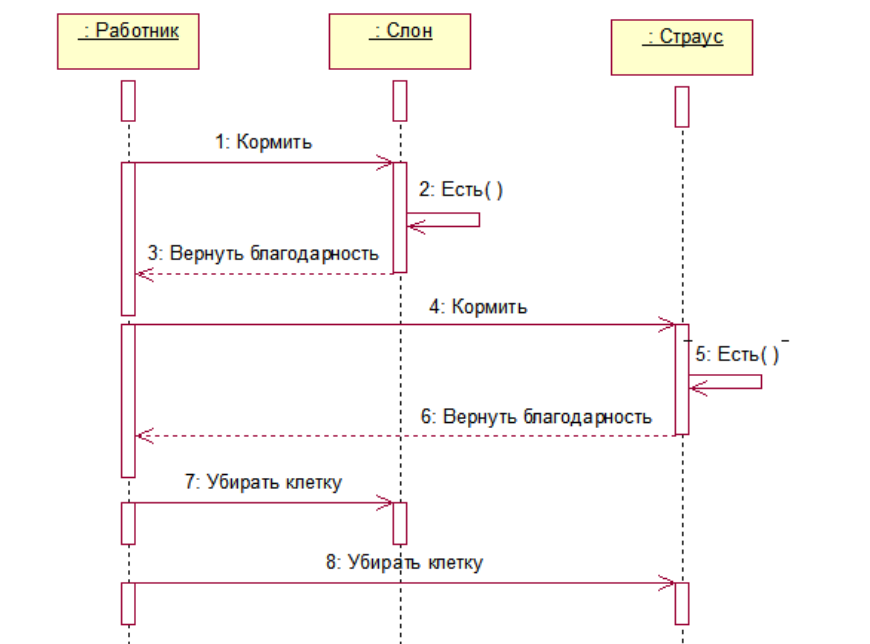 _: Работник
_: Слон
_: Страус
1: Кормить
2: Есть( )
3: Вернуть благодарность
4: Кормить
5: Есть( )
6: Вернуть благодарность
7: Убирать клетку
8: Убирать клетку